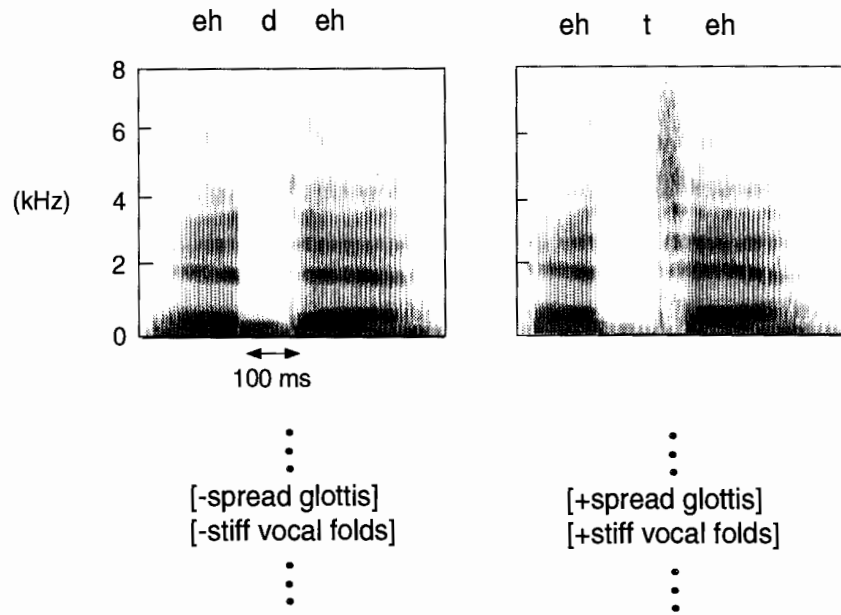 eh d eh
eh t eh
8
6
(kHz)
4
2
0
100 ms
[-spread glottis]
[-stiff vocal folds]
[+spread glottis]
[+stiff vocal folds]